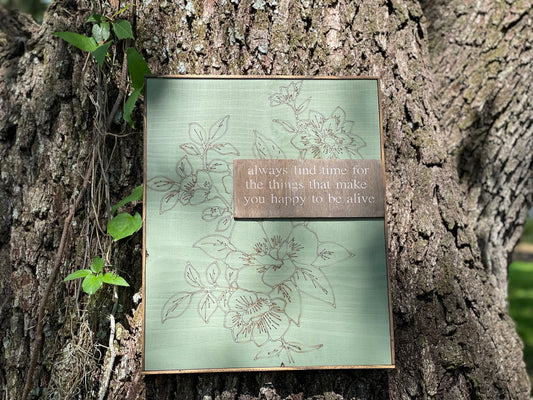 always find time for
the things that make
you happy to be alive